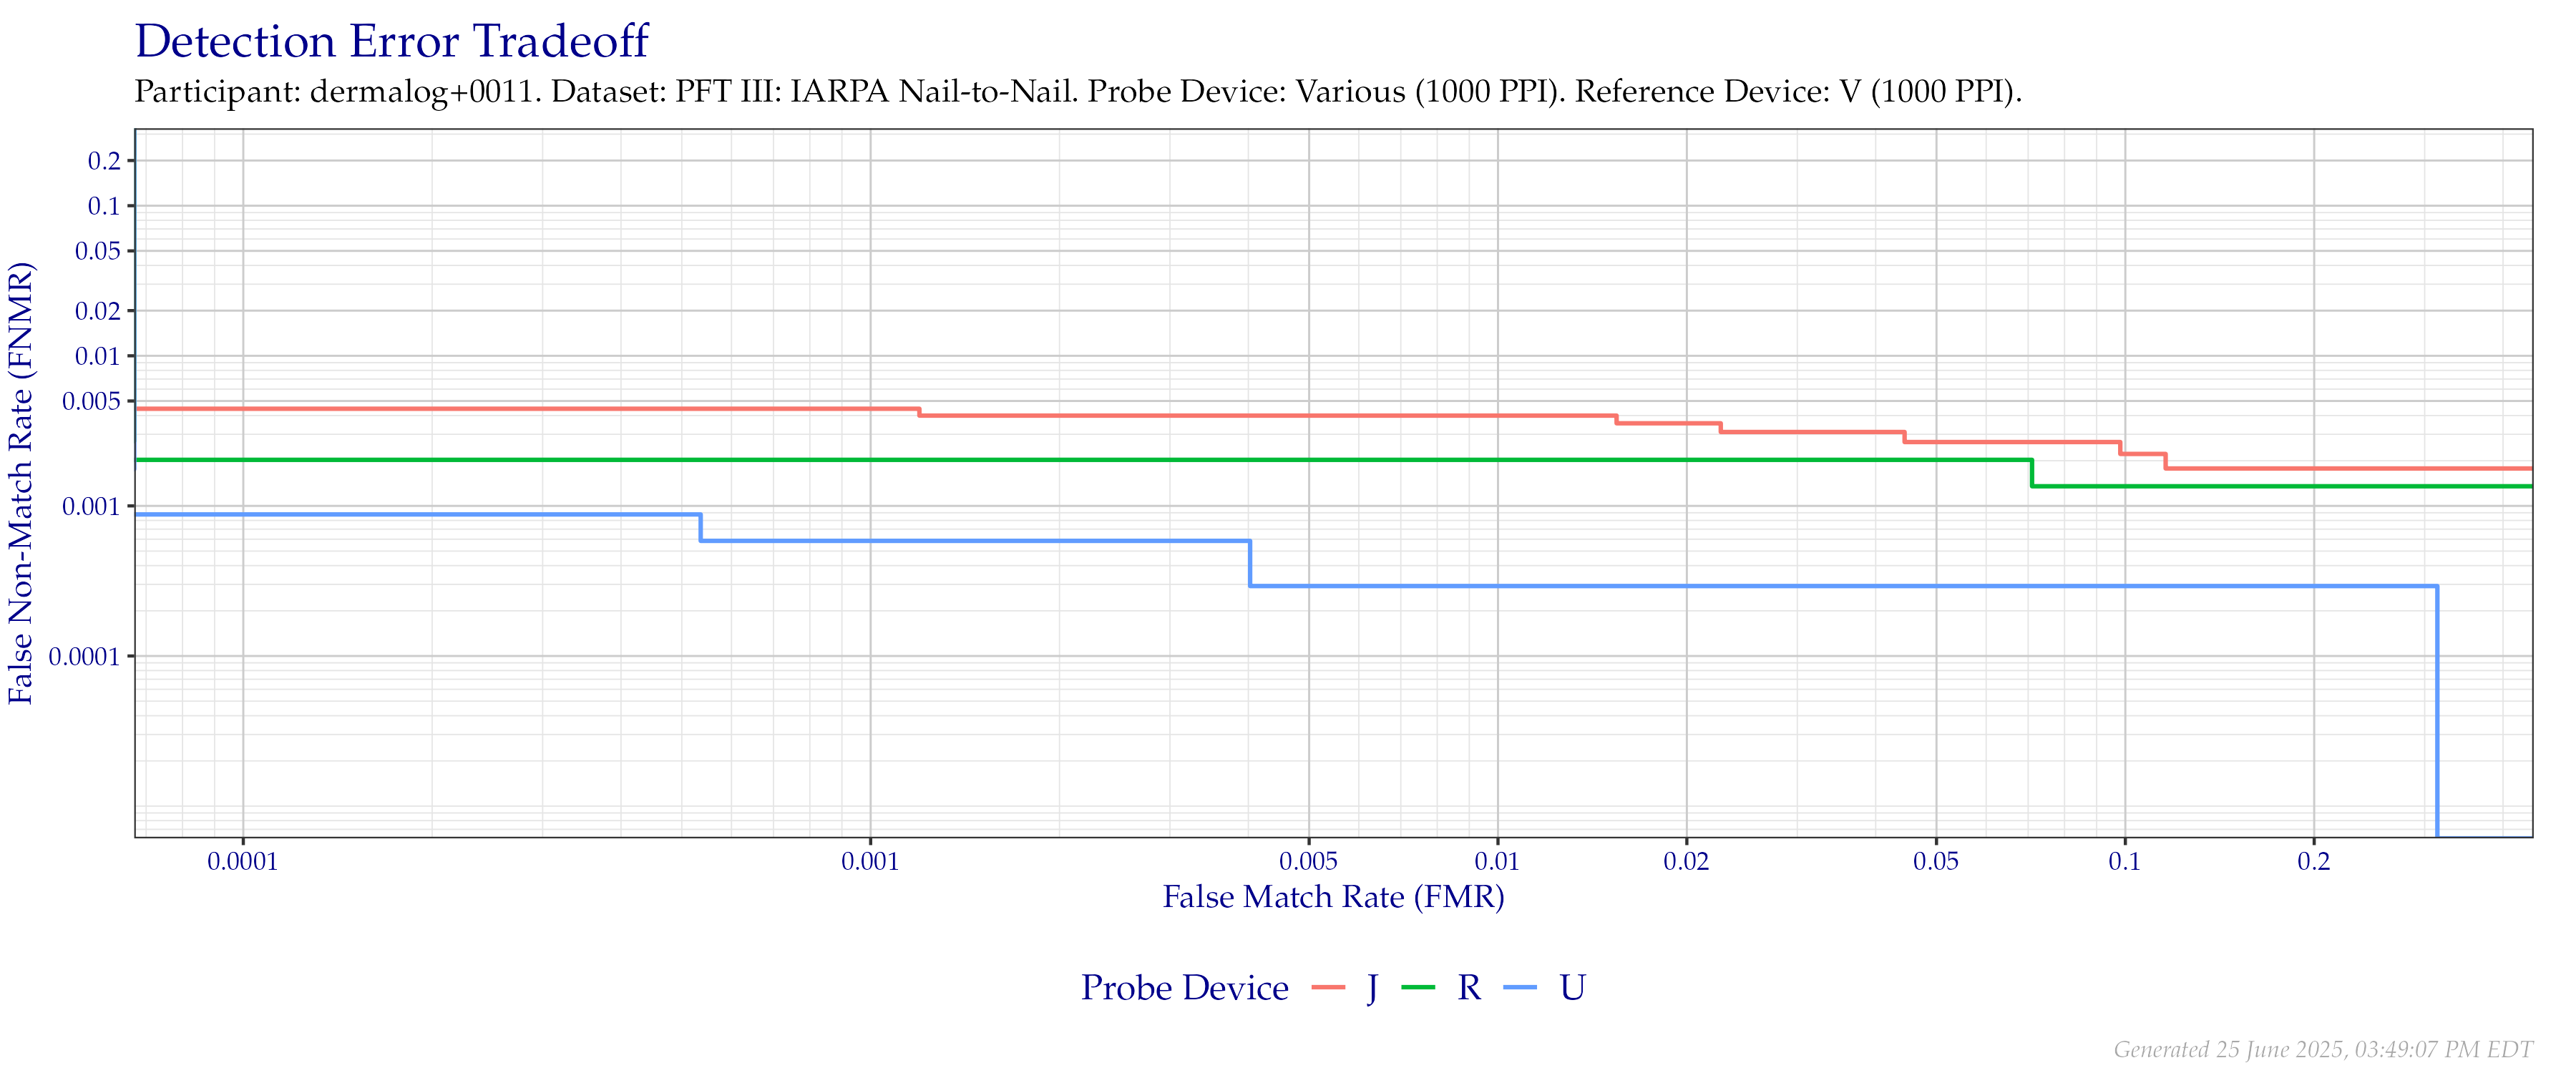 Detection Error Tradeoff
Participant: dermalog+0011. Dataset: PFT III: IARPA Nail-to-Nail. Probe Device: Various (1000 PPI). Reference Device: V (1000 PPI).
False Non-Match Rate (FNMR)
0.2
0.1
0.05
0.02
0.01
0.005
0.001
0.0001
0.0001 0.001 0.005 0.01 0.02 0.05 0.1 0.2
False Match Rate (FMR)
Probe Device J R U
Generated 25 June 2025, 03:49:07 PM EDT